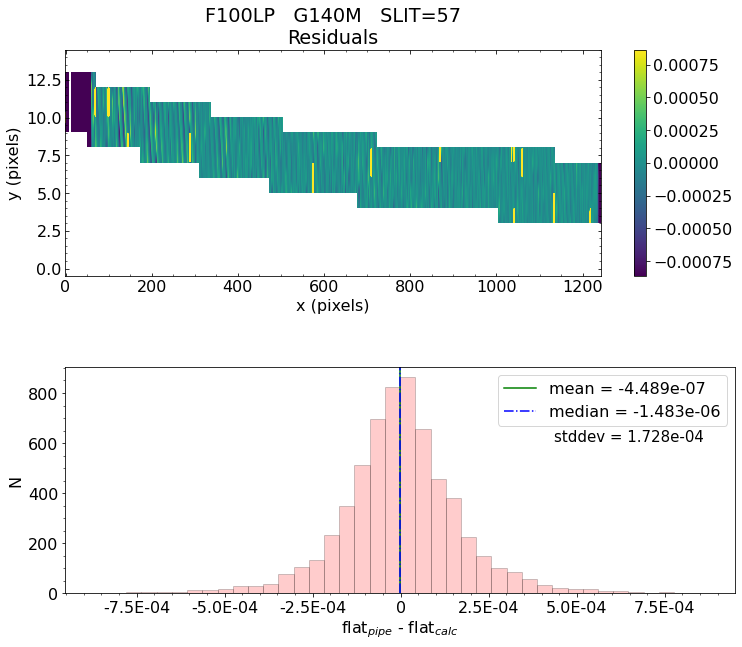 F100LP G140M SLIT=57
Residuals
12.5
10.0
7.5
5.0
2.5
0.0
y (pixels)
0 200 400 600 800 1000 1200
x (pixels)
0.00075
0.00050
0.00025
0.00000
−0.00025
−0.00050
−0.00075
mean = -4.489e-07
median = -1.483e-06
stddev = 1.728e-04
800
600
400
200
0
N
-7.5E-04 -5.0E-04 -2.5E-04 0 2.5E-04 5.0E-04 7.5E-04
flat_pipe - flat_calc